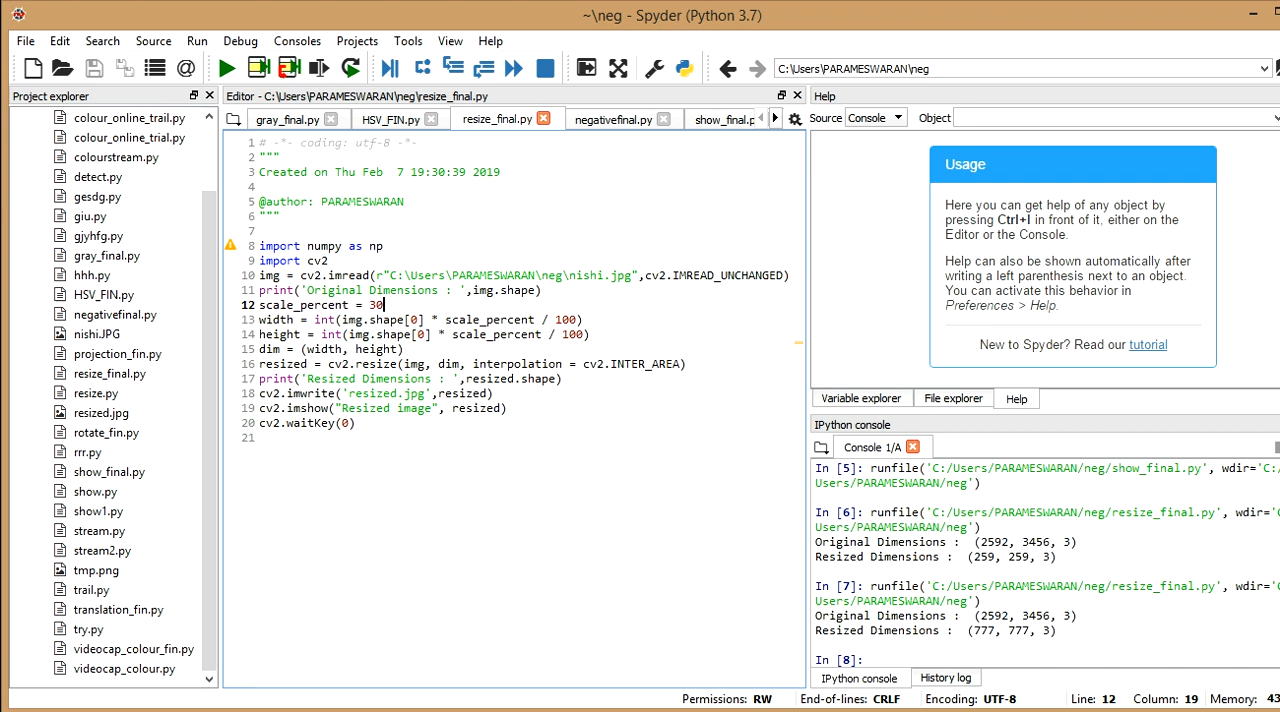 ~\neg - Spyder (Python 3.7)
File Edit Search Source Run Debug Consoles Projects Tools View Help
C:\Users\PARAMESWARAN\neg
Project explorer
colour_online_trail.py
colour_online_trial.py
colourstream.py
detect.py
gesdg.py
giu.py
gjyhfg.py
gray_final.py
hhh.py
HSV_FIN.py
negativefinal.py
nishi.JPG
projection_fin.py
resize_final.py
resize.py
resized.jpg
rotate_fin.py
rrr.py
show_final.py
show.py
show1.py
stream.py
stream2.py
tmp.png
trail.py
translation_fin.py
try.py
videocap_colour_fin.py
videocap_colour.py
Editor - C:\Users\PARAMESWARAN\neg\resize_final.py
gray_final.py HSV_FIN.py resize_final.py negativefinal.py show_final.p
1 # -*- coding: utf-8 -*-
2 """
3 Created on Thu Feb  7 19:30:39 2019
4
5 @author: PARAMESWARAN
6 """
7
8 import numpy as np
9 import cv2
10 img = cv2.imread(r"C:\Users\PARAMESWARAN\neg\nishi.jpg",cv2.IMREAD_UNCHANGED)
11 print('Original Dimensions : ',img.shape)
12 scale_percent = 30
13 width = int(img.shape[0] * scale_percent / 100)
14 height = int(img.shape[0] * scale_percent / 100)
15 dim = (width, height)
16 resized = cv2.resize(img, dim, interpolation = cv2.INTER_AREA)
17 print('Resized Dimensions : ',resized.shape)
18 cv2.imwrite('resized.jpg',resized)
19 cv2.imshow("Resized image", resized)
20 cv2.waitKey(0)
21
Help
Source Console Object
Usage
Here you can get help of any object by
pressing Ctrl+I in front of it, either on the
Editor or the Console.
Help can also be shown automatically after
writing a left parenthesis next to an object.
You can activate this behavior in
Preferences > Help.
New to Spyder? Read our tutorial
Variable explorer File explorer Help
IPython console
Console 1/A
In [5]: runfile('C:/Users/PARAMESWARAN/neg/show_final.py', wdir='C:/
Users/PARAMESWARAN/neg')
In [6]: runfile('C:/Users/PARAMESWARAN/neg/resize_final.py', wdir='C
Users/PARAMESWARAN/neg')
Original Dimensions :  (2592, 3456, 3)
Resized Dimensions :  (259, 259, 3)
In [7]: runfile('C:/Users/PARAMESWARAN/neg/resize_final.py', wdir='C
Users/PARAMESWARAN/neg')
Original Dimensions :  (2592, 3456, 3)
Resized Dimensions :  (777, 777, 3)
In [8]:
IPython console History log
Permissions: RW End-of-lines: CRLF Encoding: UTF-8 Line: 12 Column: 19 Memory: 43